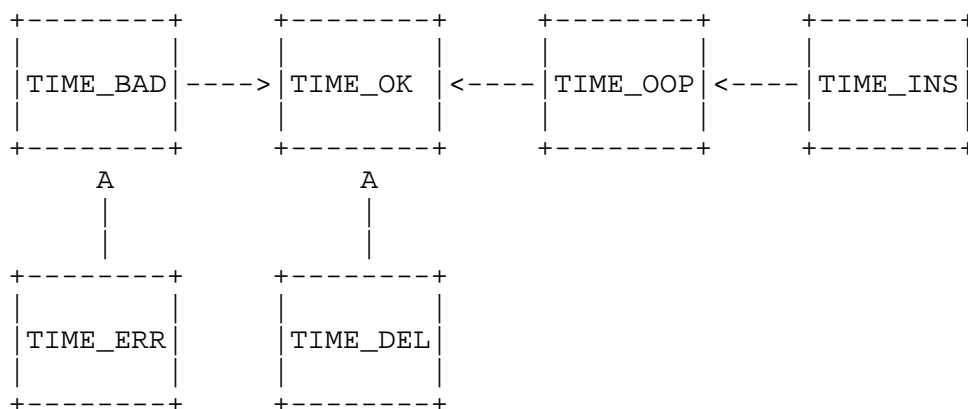 +--------+ +--------+ +--------+ +--------+
| | | | | | | |
|TIME_BAD|---->|TIME_OK |<----|TIME_OOP|<----|TIME_INS|
| | | | | | | |
+--------+ +--------+ +--------+ +--------+
A A
| |
| |
+--------+ +--------+
| | | |
|TIME_ERR| |TIME_DEL|
| | | |
+--------+ +--------+